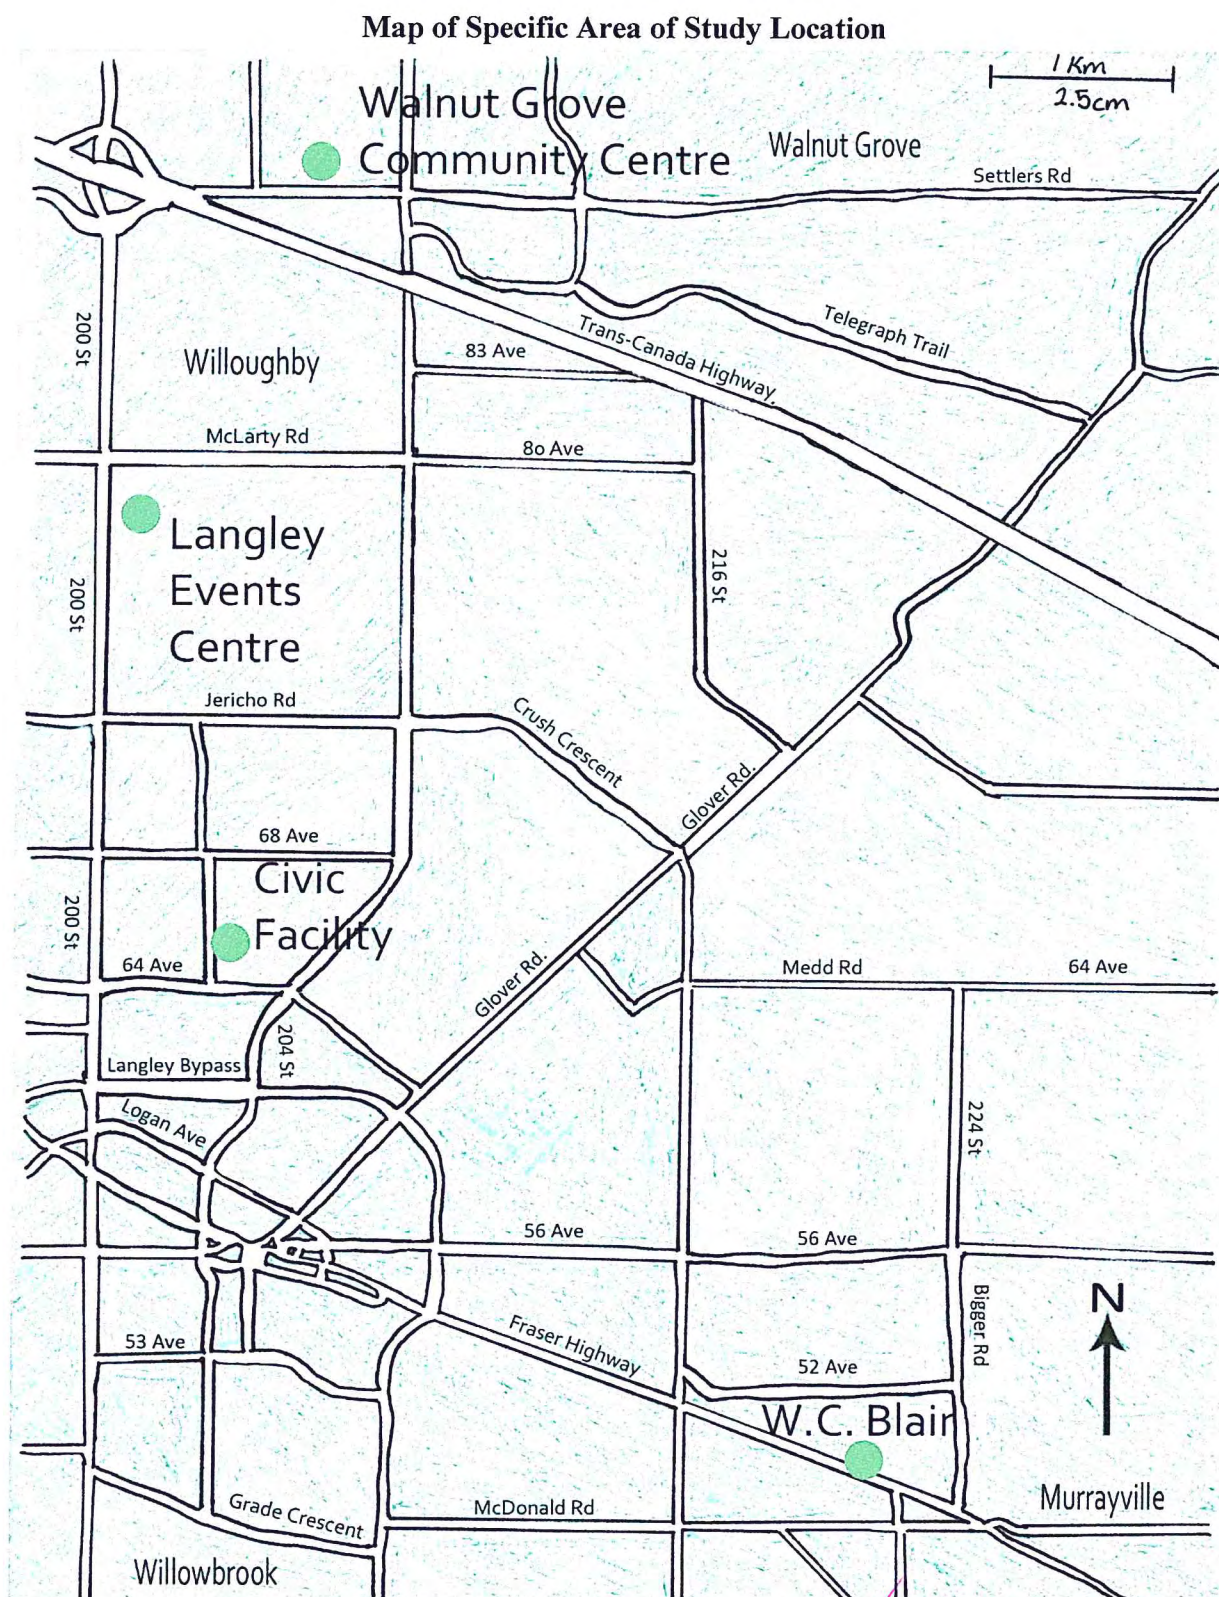 Map of Specific Area of Study Location
1 Km
2.5cm
Walnut Grove
Community Centre
Walnut Grove
Settlers Rd
200 St
Willoughby
83 Ave
Trans-Canada Highway
Telegraph Trail
McLarty Rd
80 Ave
Langley
Events
Centre
200 St
216 St
Jericho Rd
Crush Crescent
Glover Rd.
68 Ave
Civic
Facility
200 St
64 Ave
Glover Rd.
Medd Rd
64 Ave
204 St
Langley Bypass
Logan Ave
224 St
56 Ave
56 Ave
N
Bigger Rd
53 Ave
Fraser Highway
52 Ave
W.C. Blair
Murrayville
Grade Crescent
McDonald Rd
Willowbrook